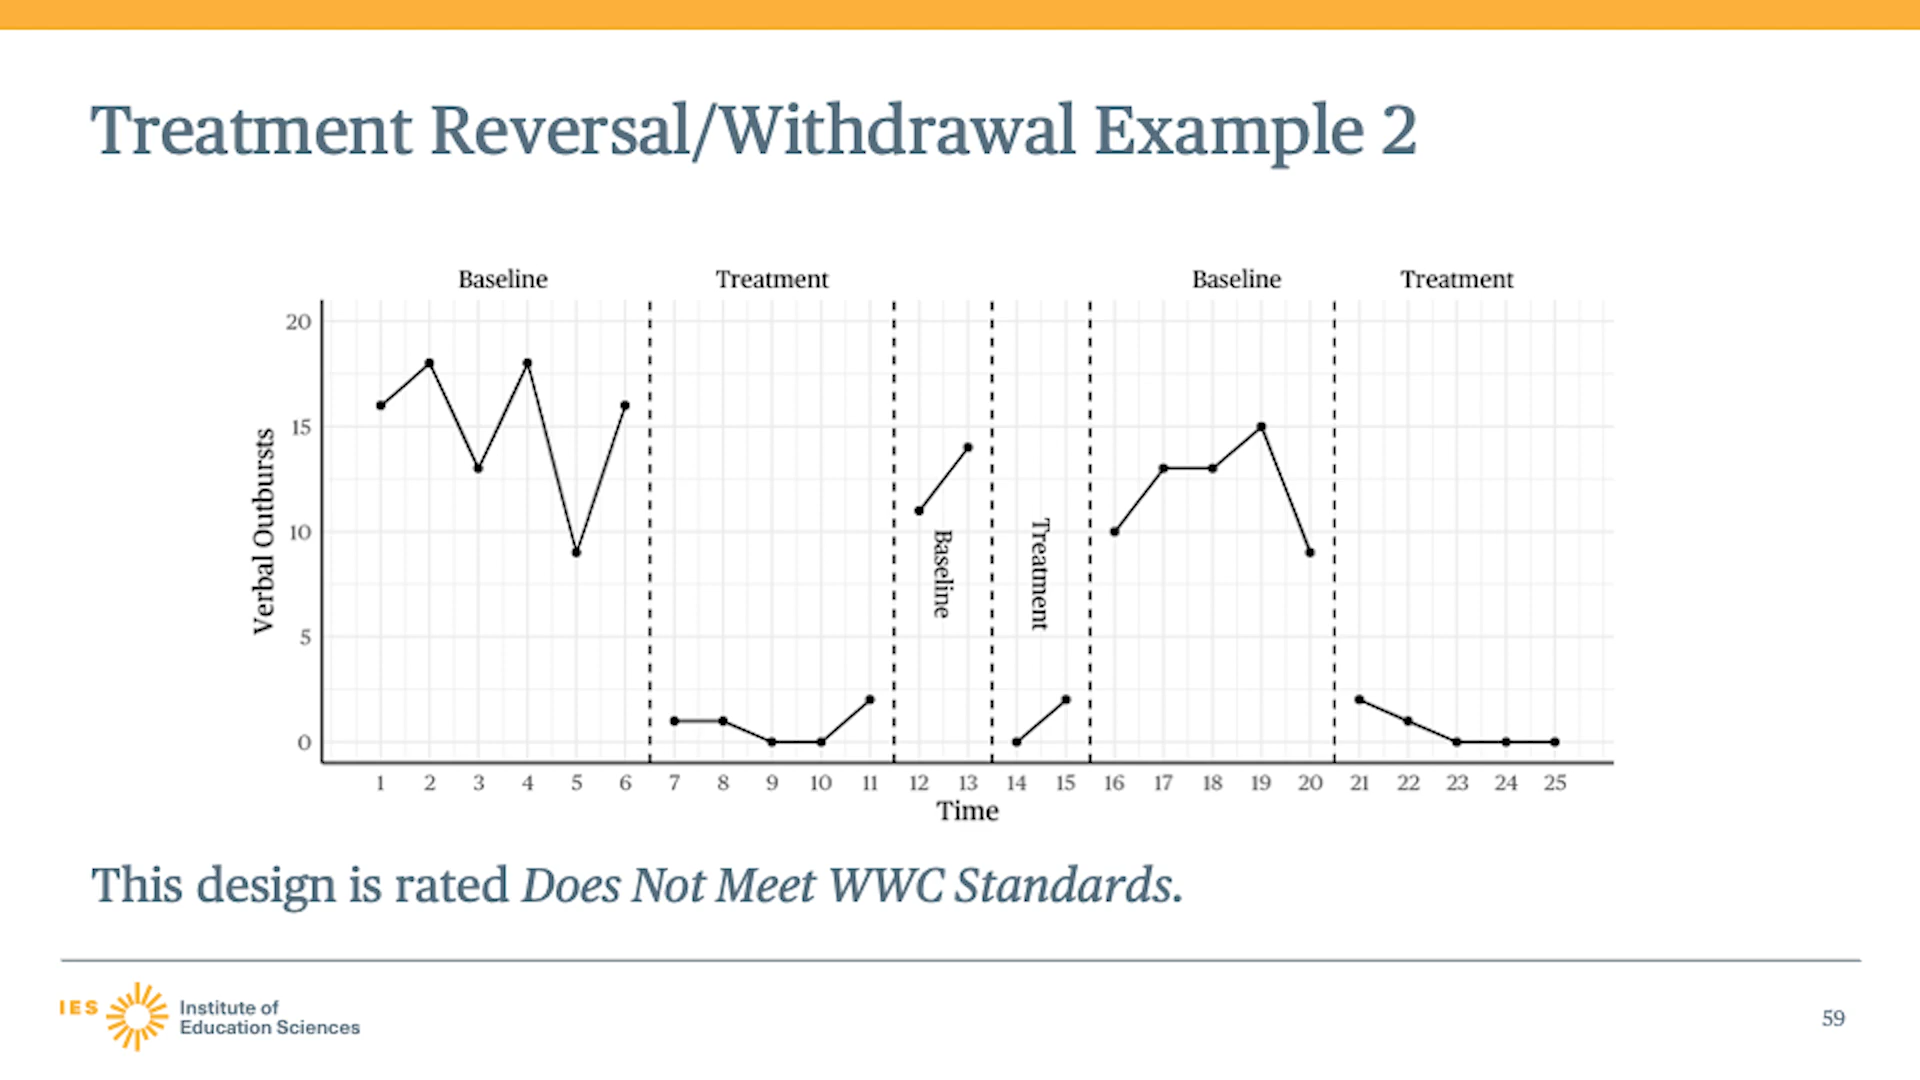 Treatment Reversal/Withdrawal Example 2
Baseline
Treatment
Baseline
Treatment
20
15
10
5
0
Verbal Outbursts
Baseline
Treatment
1 2 3 4 5 6 7 8 9 10 11 12 13 14 15 16 17 18 19 20 21 22 23 24 25
Time
This design is rated Does Not Meet WWC Standards.
IES
Institute of
Education Sciences
59